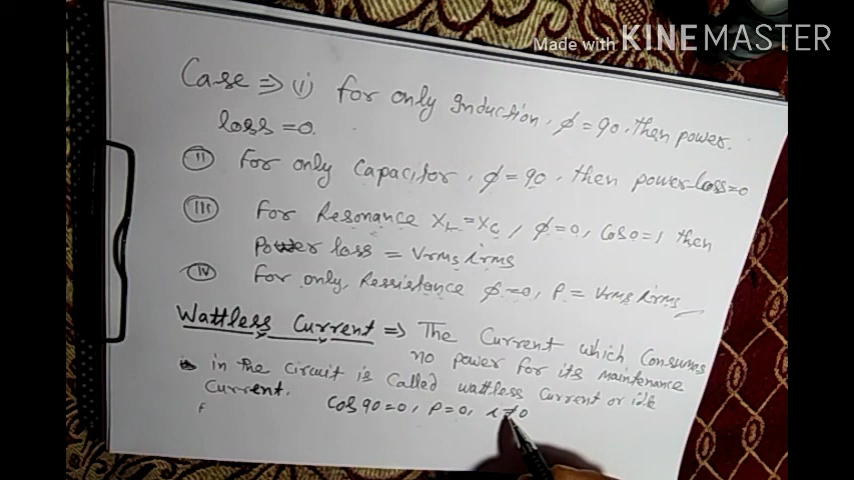 Made with KINEMASTER
Case ⇒ (i) for only Induction, φ = 90, then power.
loss = 0.
(ii) For only Capacitor, φ = 90, then power loss = 0
(iii) For Resonance XL = XC, φ = 0, Cos 0 = 1 then
Power loss = Vrms irms
(iv) For only, Ressistance φ = 0, P = Vrms irms
Wattless Current ⇒ The Current which Consumes
no power for its maintenance
in the circuit is called wattless current or idle
current.
Cos 90 = 0, P = 0, i ≠ 0